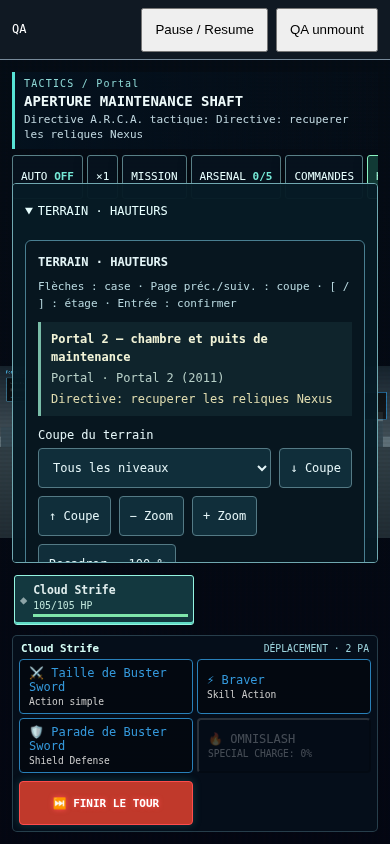 QA
Pause / Resume
QA unmount
TACTICS / Portal
APERTURE MAINTENANCE SHAFT
Directive A.R.C.A. tactique: Directive: recuperer
les reliques Nexus
AUTO OFF
×1
MISSION
ARSENAL 0/5
COMMANDES
▼ TERRAIN · HAUTEURS
TERRAIN · HAUTEURS
Flèches : case · Page préc./suiv. : coupe · [ /
] : étage · Entrée : confirmer
Portal 2 — chambre et puits de
maintenance
Portal · Portal 2 (2011)
Directive: recuperer les reliques Nexus
Coupe du terrain
Tous les niveaux
↓ Coupe
↑ Coupe
− Zoom
+ Zoom
◆ Cloud Strife
105/105 HP
Cloud Strife
DÉPLACEMENT · 2 PA
⚔️ Taille de Buster
Sword
Action simple
⚡ Braver
Skill Action
🛡️ Parade de Buster
Sword
Shield Defense
🔥 OMNISLASH
SPECIAL CHARGE: 0%
⏩ FINIR LE TOUR